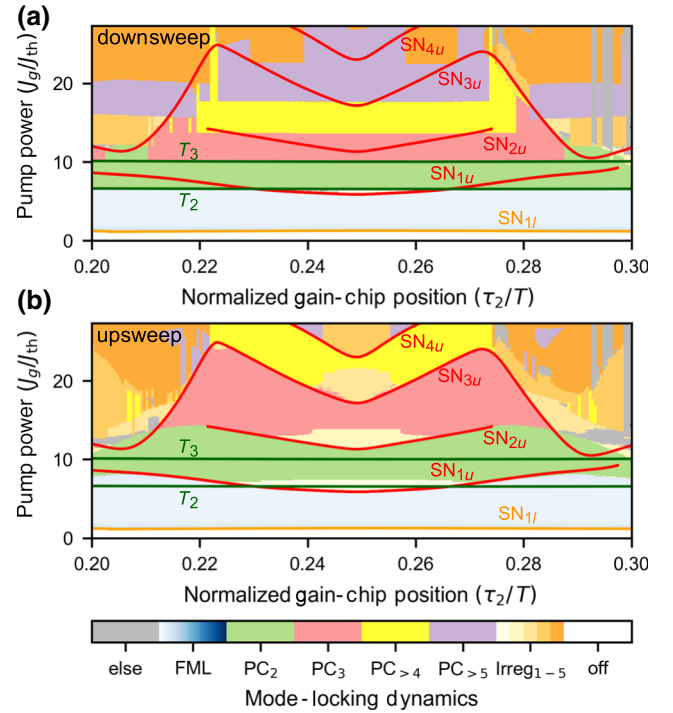 (a)
downsweep
SN4u
SN3u
SN2u
T3
SN1u
T2
SN1l
20
10
0
Pump power (Jg/Jth)
0.20 0.22 0.24 0.26 0.28 0.30
Normalized gain-chip position (τ2/T)
(b)
upsweep
SN4u
SN3u
SN2u
T3
SN1u
T2
SN1l
20
10
0
Pump power (Jg/Jth)
0.20 0.22 0.24 0.26 0.28 0.30
Normalized gain-chip position (τ2/T)
else FML PC2 PC3 PC>4 PC>5 Irreg1−5 off
Mode-locking dynamics